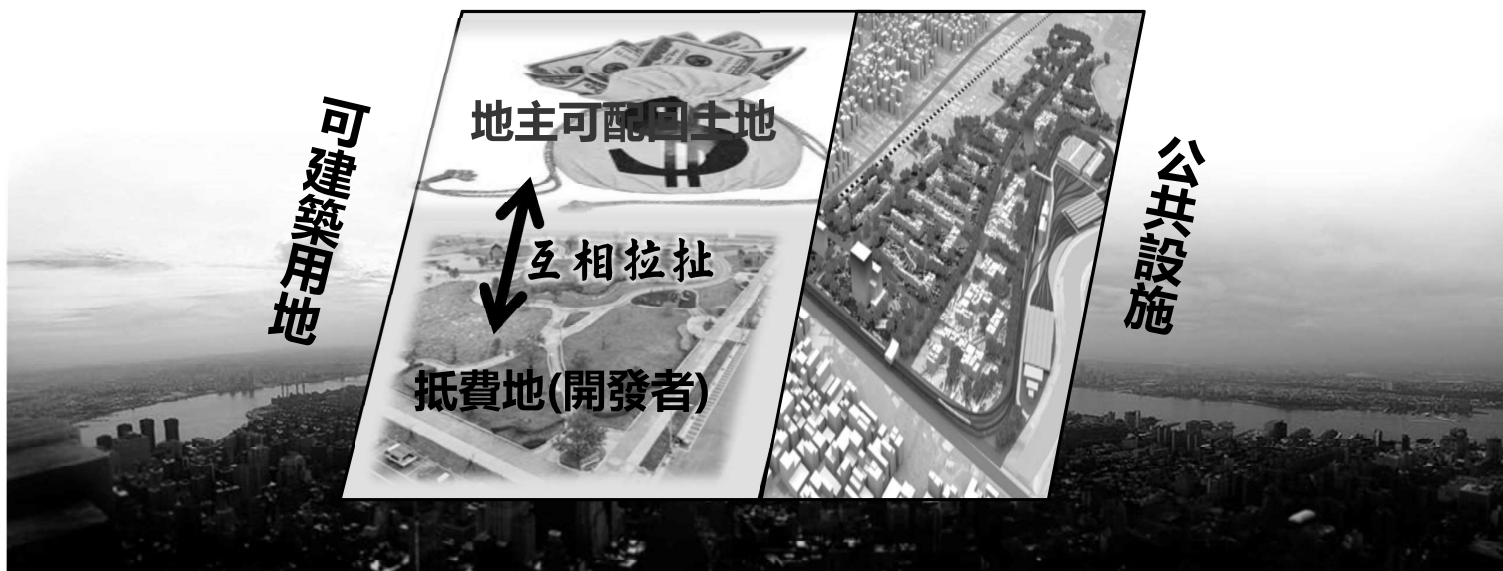 可建築用地
地主可配回土地
互相拉扯
抵費地(開發者)
公共設施